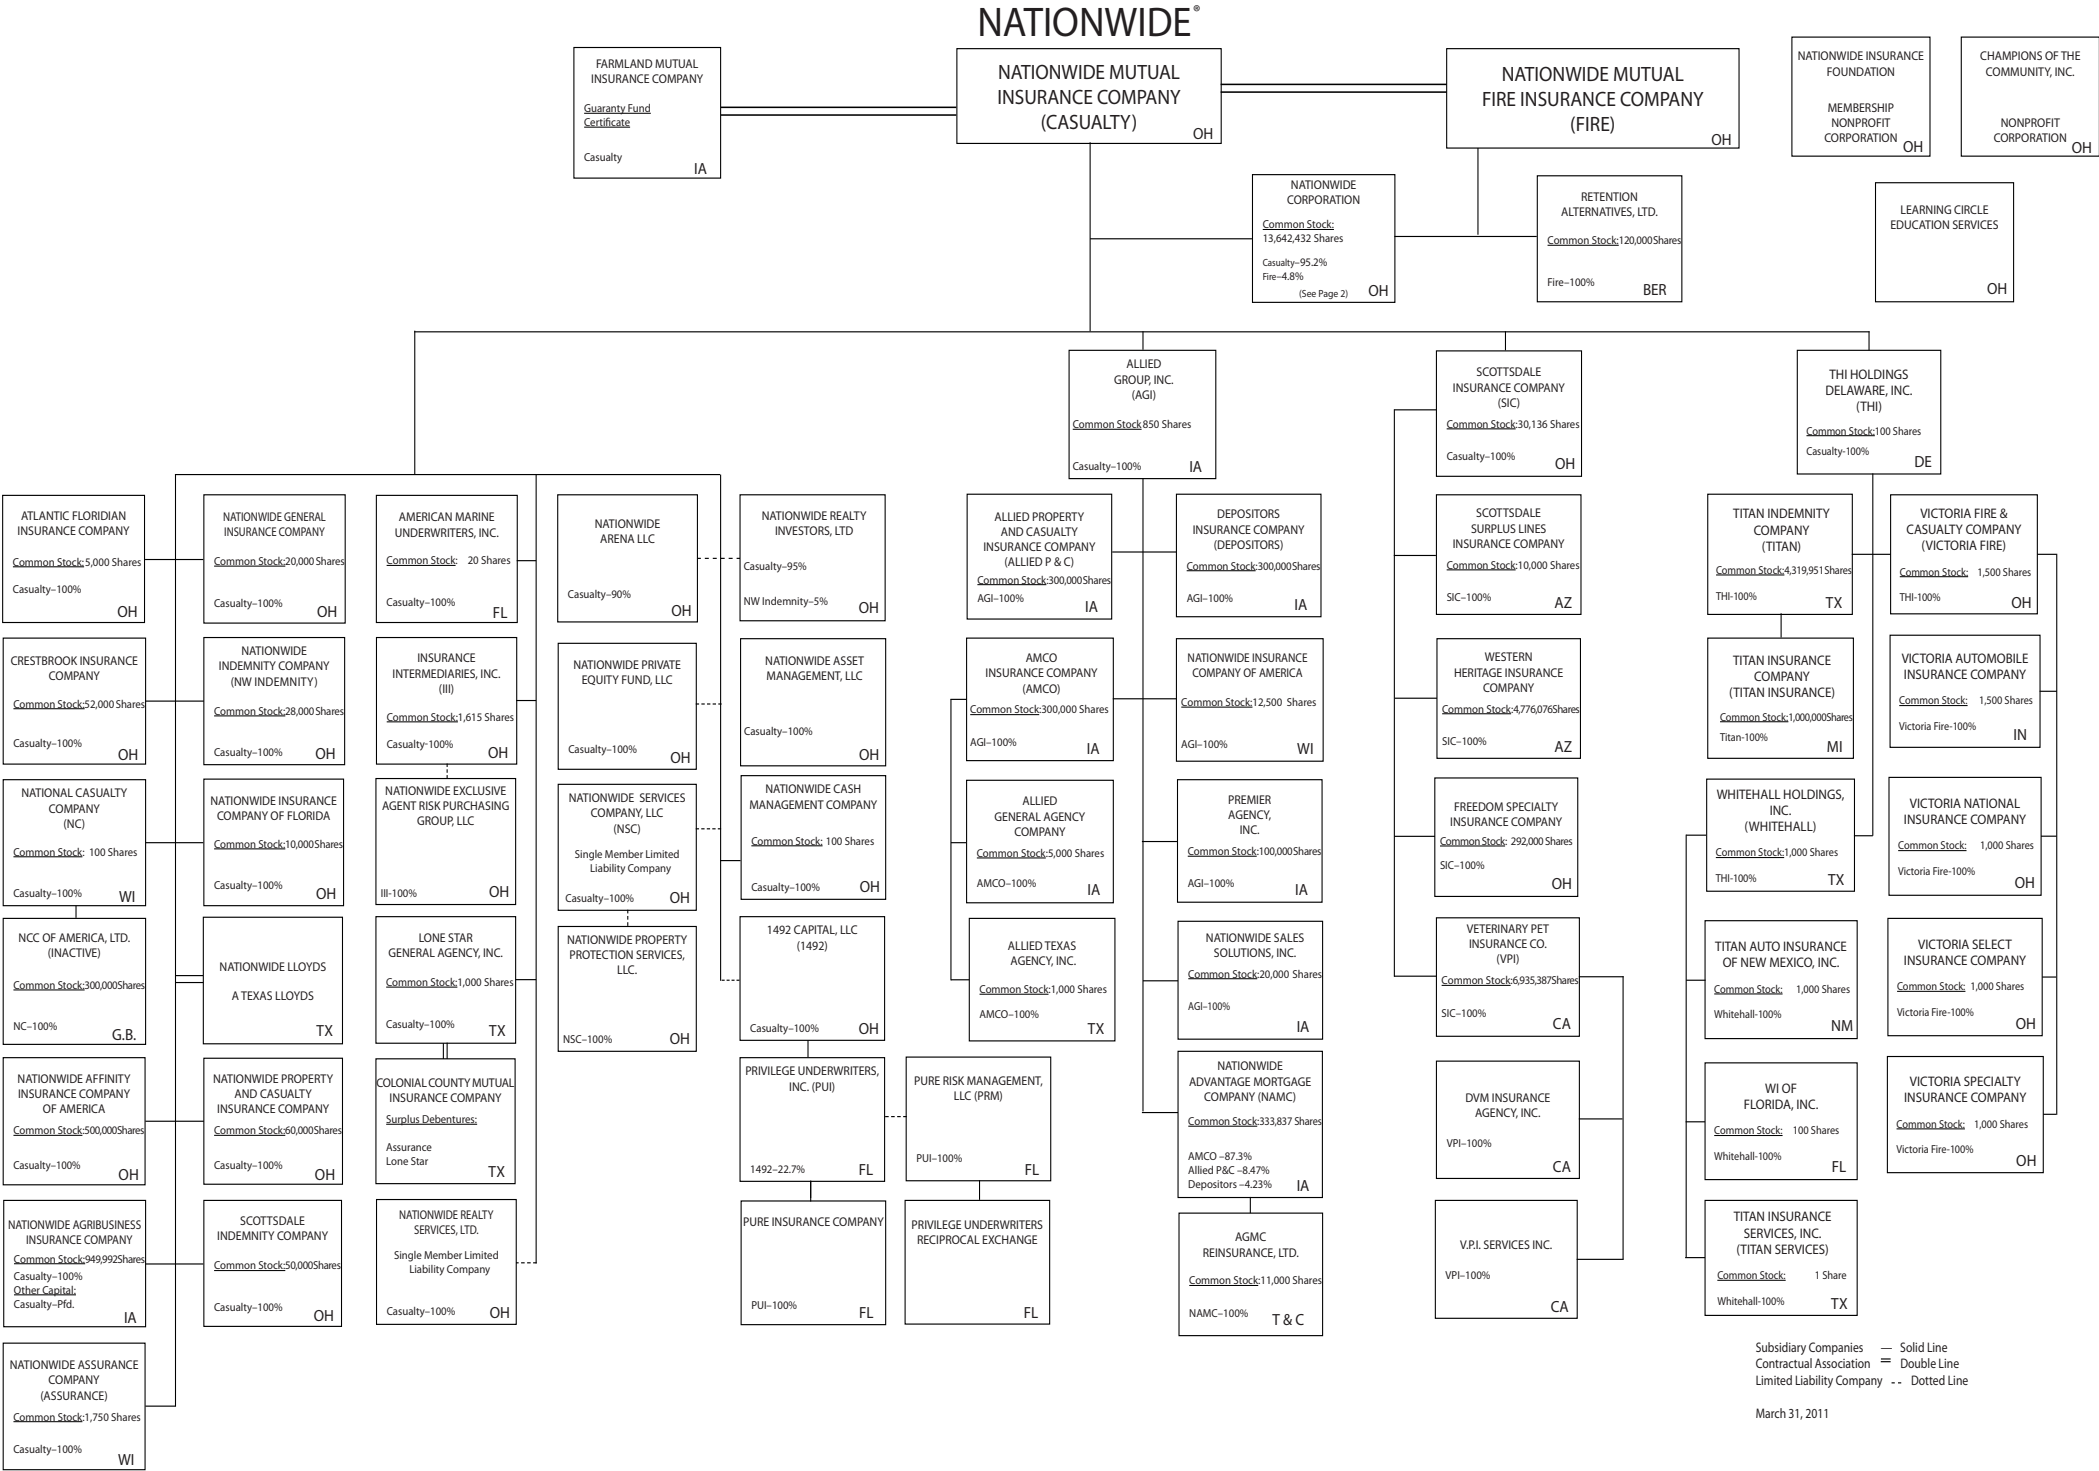 NATIONWIDE®
FARMLAND MUTUAL
INSURANCE COMPANY
Guaranty Fund
Certificate
Casualty
IA
NATIONWIDE MUTUAL
INSURANCE COMPANY
(CASUALTY)
OH
NATIONWIDE MUTUAL
FIRE INSURANCE COMPANY
(FIRE)
OH
NATIONWIDE INSURANCE
FOUNDATION
MEMBERSHIP
NONPROFIT
CORPORATION
OH
CHAMPIONS OF THE
COMMUNITY, INC.
NONPROFIT
CORPORATION
OH
NATIONWIDE
CORPORATION
Common Stock:
13,642,432 Shares
Casualty–95.2%
Fire–4.8%
(See Page 2)
OH
RETENTION
ALTERNATIVES, LTD.
Common Stock:120,000Shares
Fire–100%
BER
LEARNING CIRCLE
EDUCATION SERVICES
OH
ALLIED
GROUP, INC.
(AGI)
Common Stock 850 Shares
Casualty–100%
IA
SCOTTSDALE
INSURANCE COMPANY
(SIC)
Common Stock:30,136 Shares
Casualty–100%
OH
THI HOLDINGS
DELAWARE, INC.
(THI)
Common Stock:100 Shares
Casualty-100%
DE
ATLANTIC FLORIDIAN
INSURANCE COMPANY
Common Stock:5,000 Shares
Casualty–100%
OH
NATIONWIDE GENERAL
INSURANCE COMPANY
Common Stock:20,000Shares
Casualty–100%
OH
AMERICAN MARINE
UNDERWRITERS, INC.
Common Stock: 20 Shares
Casualty–100%
FL
NATIONWIDE
ARENA LLC
Casualty–90%
OH
NATIONWIDE REALTY
INVESTORS, LTD
Casualty–95%
NW Indemnity–5%
OH
ALLIED PROPERTY
AND CASUALTY
INSURANCE COMPANY
(ALLIED P & C)
Common Stock:300,000Shares
AGI–100%
IA
DEPOSITORS
INSURANCE COMPANY
(DEPOSITORS)
Common Stock:300,000Shares
AGI–100%
IA
SCOTTSDALE
SURPLUS LINES
INSURANCE COMPANY
Common Stock:10,000 Shares
SIC–100%
AZ
TITAN INDEMNITY
COMPANY
(TITAN)
Common Stock:4,319,951Shares
THI-100%
TX
VICTORIA FIRE &
CASUALTY COMPANY
(VICTORIA FIRE)
Common Stock: 1,500 Shares
THI-100%
OH
CRESTBROOK INSURANCE
COMPANY
Common Stock:52,000Shares
Casualty–100%
OH
NATIONWIDE
INDEMNITY COMPANY
(NW INDEMNITY)
Common Stock:28,000Shares
Casualty–100%
OH
INSURANCE
INTERMEDIARIES, INC.
(III)
Common Stock:1,615 Shares
Casualty-100%
OH
NATIONWIDE PRIVATE
EQUITY FUND, LLC
Casualty–100%
OH
NATIONWIDE ASSET
MANAGEMENT, LLC
Casualty–100%
OH
AMCO
INSURANCE COMPANY
(AMCO)
Common Stock:300,000 Shares
AGI–100%
IA
NATIONWIDE INSURANCE
COMPANY OF AMERICA
Common Stock:12,500 Shares
AGI–100%
WI
WESTERN
HERITAGE INSURANCE
COMPANY
Common Stock:4,776,076Shares
SIC–100%
AZ
TITAN INSURANCE
COMPANY
(TITAN INSURANCE)
Common Stock:1,000,000Shares
Titan-100%
MI
VICTORIA AUTOMOBILE
INSURANCE COMPANY
Common Stock: 1,500 Shares
Victoria Fire-100%
IN
NATIONAL CASUALTY
COMPANY
(NC)
Common Stock: 100 Shares
Casualty–100%
WI
NATIONWIDE INSURANCE
COMPANY OF FLORIDA
Common Stock:10,000Shares
Casualty–100%
OH
NATIONWIDE EXCLUSIVE
AGENT RISK PURCHASING
GROUP, LLC
III-100%
OH
NATIONWIDE SERVICES
COMPANY, LLC
(NSC)
Single Member Limited
Liability Company
Casualty–100%
OH
NATIONWIDE CASH
MANAGEMENT COMPANY
Common Stock: 100 Shares
Casualty–100%
OH
ALLIED
GENERAL AGENCY
COMPANY
Common Stock:5,000 Shares
AMCO–100%
IA
PREMIER
AGENCY,
INC.
Common Stock:100,000Shares
AGI–100%
IA
FREEDOM SPECIALTY
INSURANCE COMPANY
Common Stock: 292,000 Shares
SIC–100%
OH
WHITEHALL HOLDINGS,
INC.
(WHITEHALL)
Common Stock:1,000 Shares
THI-100%
TX
VICTORIA NATIONAL
INSURANCE COMPANY
Common Stock: 1,000 Shares
Victoria Fire-100%
OH
NCC OF AMERICA, LTD.
(INACTIVE)
Common Stock:300,000Shares
NC–100%
G.B.
NATIONWIDE LLOYDS
A TEXAS LLOYDS
TX
LONE STAR
GENERAL AGENCY, INC.
Common Stock:1,000 Shares
Casualty–100%
TX
NATIONWIDE PROPERTY
PROTECTION SERVICES,
LLC.
NSC–100%
OH
1492 CAPITAL, LLC
(1492)
Casualty–100%
OH
ALLIED TEXAS
AGENCY, INC.
Common Stock:1,000 Shares
AMCO–100%
TX
NATIONWIDE SALES
SOLUTIONS, INC.
Common Stock:20,000 Shares
AGI–100%
IA
VETERINARY PET
INSURANCE CO.
(VPI)
Common Stock:6,935,387Shares
SIC–100%
CA
TITAN AUTO INSURANCE
OF NEW MEXICO, INC.
Common Stock: 1,000 Shares
Whitehall-100%
NM
VICTORIA SELECT
INSURANCE COMPANY
Common Stock: 1,000 Shares
Victoria Fire-100%
OH
NATIONWIDE AFFINITY
INSURANCE COMPANY
OF AMERICA
Common Stock:500,000Shares
Casualty–100%
OH
NATIONWIDE PROPERTY
AND CASUALTY
INSURANCE COMPANY
Common Stock:60,000Shares
Casualty–100%
OH
COLONIAL COUNTY MUTUAL
INSURANCE COMPANY
Surplus Debentures:
Assurance
Lone Star
TX
PRIVILEGE UNDERWRITERS,
INC. (PUI)
1492–22.7%
FL
PURE RISK MANAGEMENT,
LLC (PRM)
PUI–100%
FL
NATIONWIDE
ADVANTAGE MORTGAGE
COMPANY (NAMC)
Common Stock:333,837 Shares
AMCO –87.3%
Allied P&C –8.47%
Depositors –4.23%
IA
DVM INSURANCE
AGENCY, INC.
VPI–100%
CA
WI OF
FLORIDA, INC.
Common Stock: 100 Shares
Whitehall-100%
FL
VICTORIA SPECIALTY
INSURANCE COMPANY
Common Stock: 1,000 Shares
Victoria Fire-100%
OH
NATIONWIDE AGRIBUSINESS
INSURANCE COMPANY
Common Stock:949,992Shares
Casualty–100%
Other Capital:
Casualty–Pfd.
IA
SCOTTSDALE
INDEMNITY COMPANY
Common Stock:50,000Shares
Casualty–100%
OH
NATIONWIDE REALTY
SERVICES, LTD.
Single Member Limited
Liability Company
Casualty–100%
OH
PURE INSURANCE COMPANY
PUI–100%
FL
PRIVILEGE UNDERWRITERS
RECIPROCAL EXCHANGE
FL
AGMC
REINSURANCE, LTD.
Common Stock:11,000 Shares
NAMC–100%
T & C
V.P.I. SERVICES INC.
VPI–100%
CA
TITAN INSURANCE
SERVICES, INC.
(TITAN SERVICES)
Common Stock: 1 Share
Whitehall-100%
TX
NATIONWIDE ASSURANCE
COMPANY
(ASSURANCE)
Common Stock:1,750 Shares
Casualty–100%
WI
Subsidiary Companies — Solid Line
Contractual Association = Double Line
Limited Liability Company -- Dotted Line
March 31, 2011